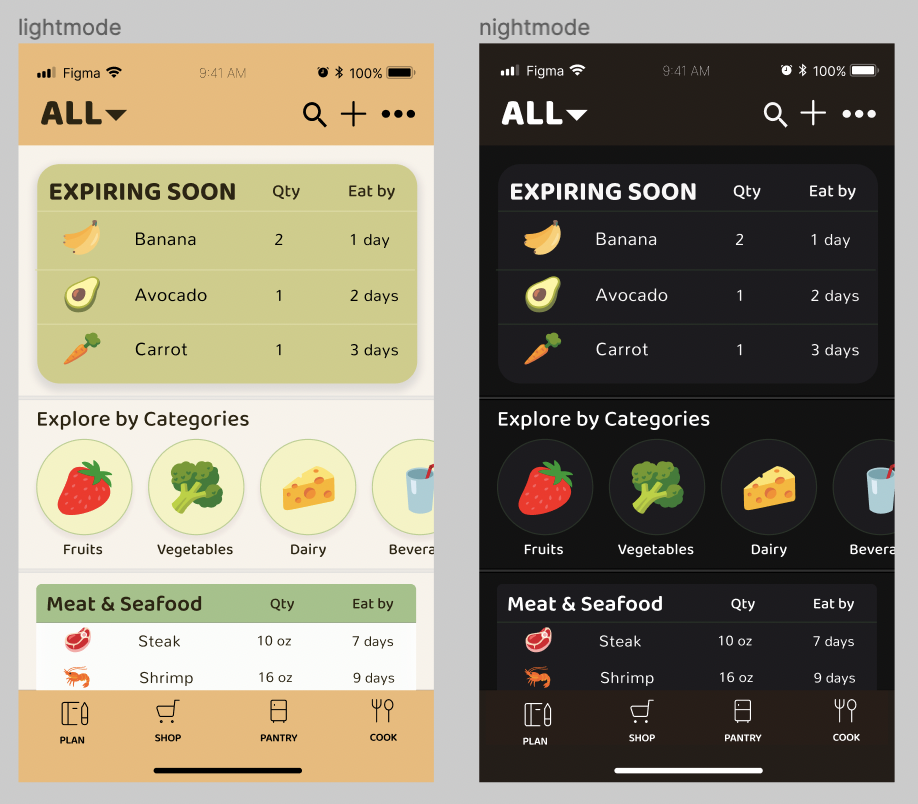 lightmode
Figma 9:41 AM 100%
ALL
EXPIRING SOON Qty Eat by
Banana 2 1 day
Avocado 1 2 days
Carrot 1 3 days
Explore by Categories
Fruits Vegetables Dairy Bevera
Meat & Seafood Qty Eat by
Steak 10 oz 7 days
Shrimp 16 oz 9 days
PLAN SHOP PANTRY COOK
nightmode
Figma 9:41 AM 100%
ALL
EXPIRING SOON Qty Eat by
Banana 2 1 day
Avocado 1 2 days
Carrot 1 3 days
Explore by Categories
Fruits Vegetables Dairy Bevera
Meat & Seafood Qty Eat by
Steak 10 oz 7 days
Shrimp 16 oz 9 days
PLAN SHOP PANTRY COOK